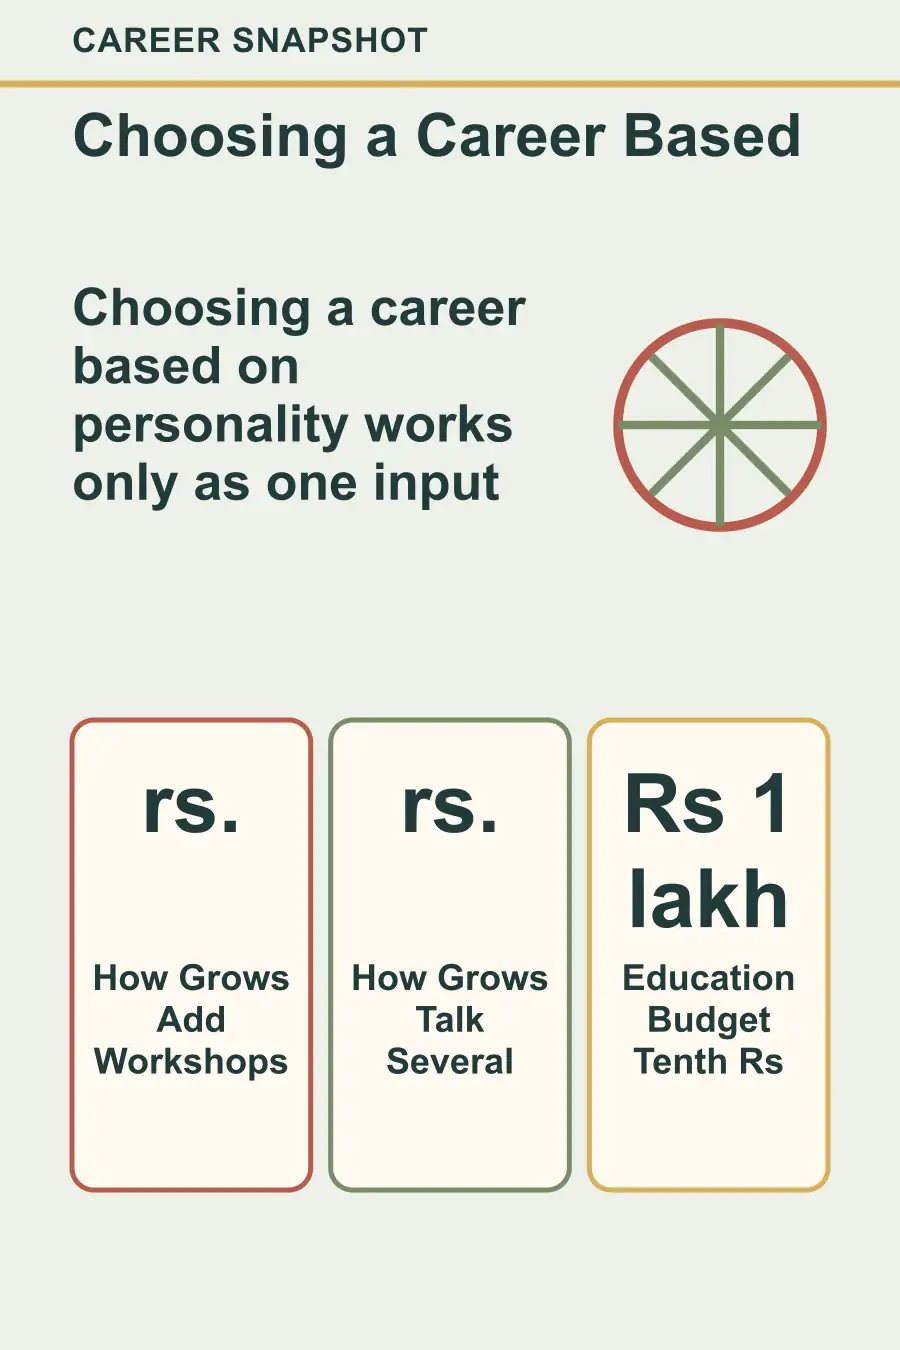 CAREER SNAPSHOT
Choosing a Career Based
Choosing a career
based on
personality works
only as one input
rs.
How Grows
Add
Workshops
rs.
How Grows
Talk
Several
Rs 1
lakh
Education
Budget
Tenth Rs